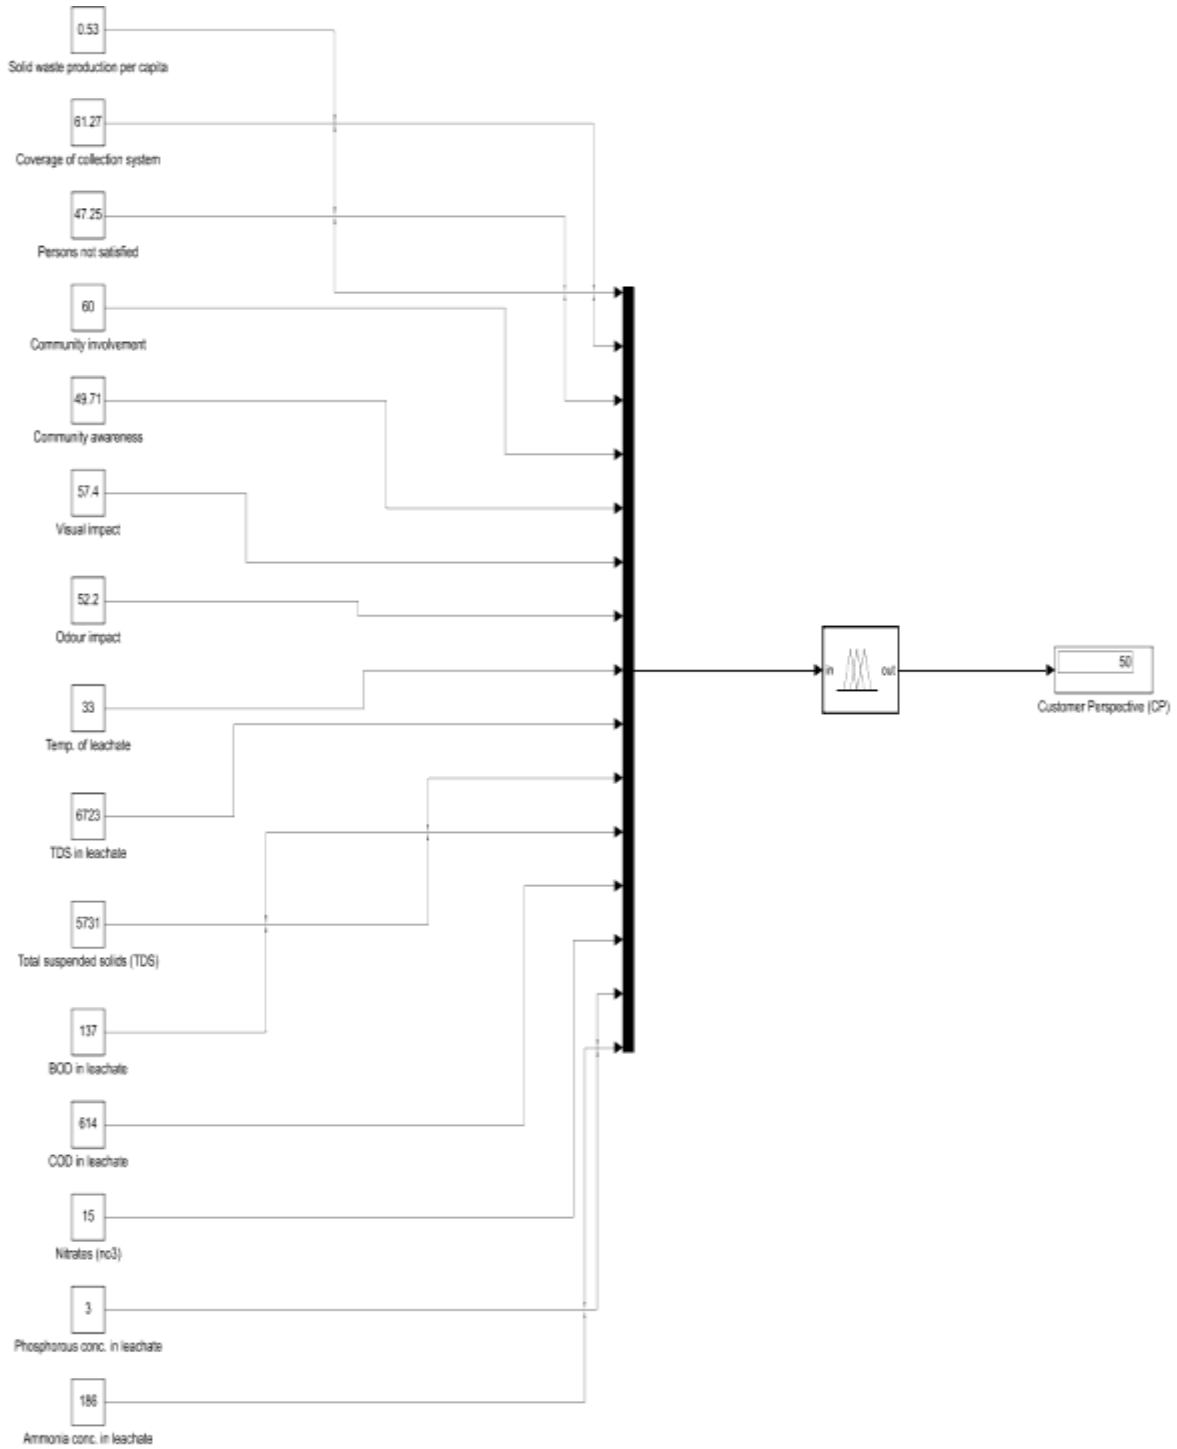 0.53
Solid waste production per capita
61.27
Coverage of collection system
47.25
Persons not satisfied
60
Community involvement
49.71
Community awareness
57.4
Visual impact
52.2
Odour impact
33
Temp. of leachate
6723
TDS in leachate
5731
Total suspended solids (TDS)
137
BOD in leachate
614
COD in leachate
15
Nitrates (no3)
3
Phosphorous conc. in leachate
186
Ammonia conc. in leachate
in
out
50
Customer Perspective (CP)